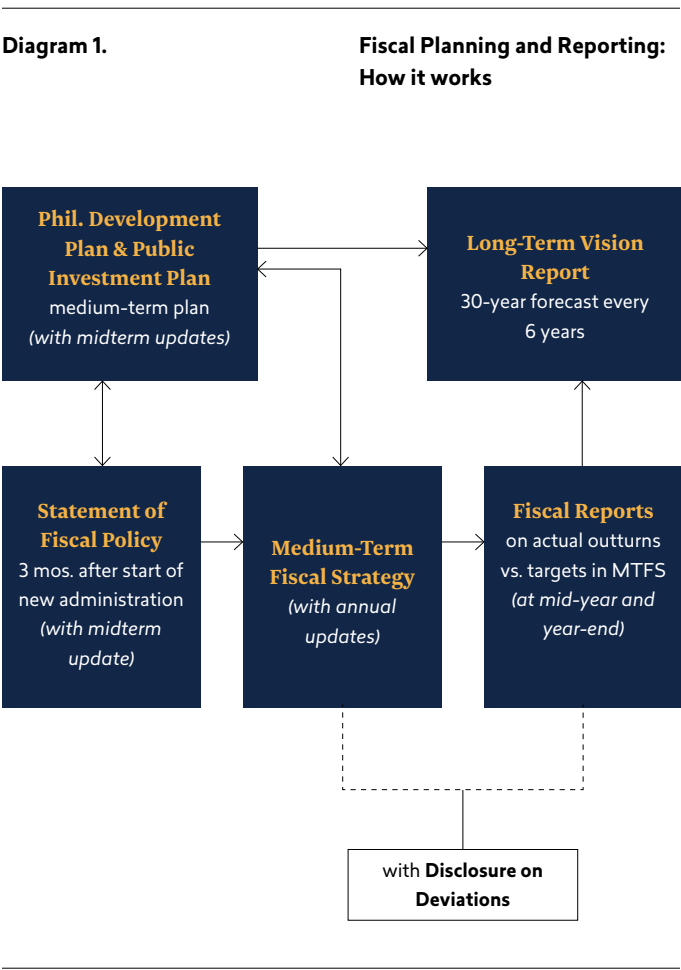 Diagram 1.
Fiscal Planning and Reporting:
How it works
Phil. Development
Plan & Public
Investment Plan
medium-term plan
(with midterm updates)
Long-Term Vision
Report
30-year forecast every
6 years
Statement of
Fiscal Policy
3 mos. after start of
new administration
(with midterm
update)
Medium-Term
Fiscal Strategy
(with annual
updates)
Fiscal Reports
on actual outturns
vs. targets in MTFS
(at mid-year and
year-end)
with Disclosure on
Deviations